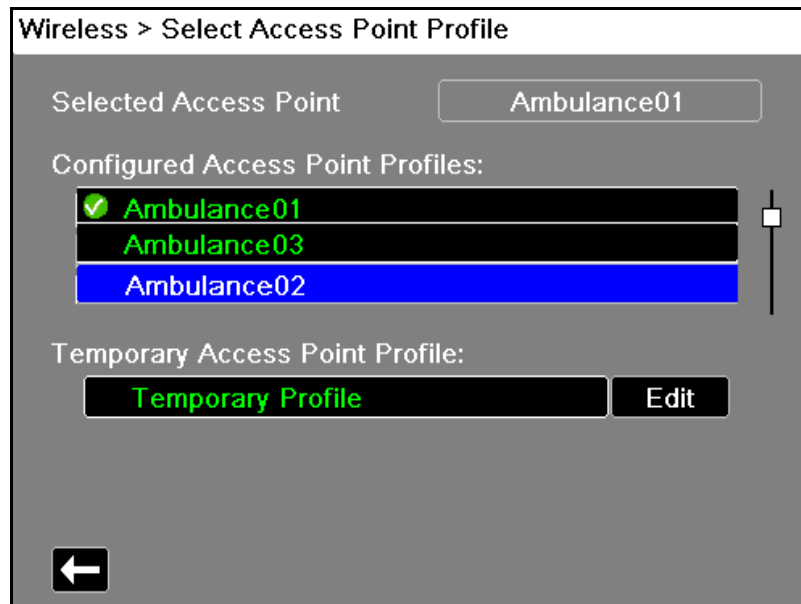 Wireless > Select Access Point Profile
Selected Access Point Ambulance01
Configured Access Point Profiles:
Ambulance01
Ambulance03
Ambulance02
Temporary Access Point Profile:
Temporary Profile Edit